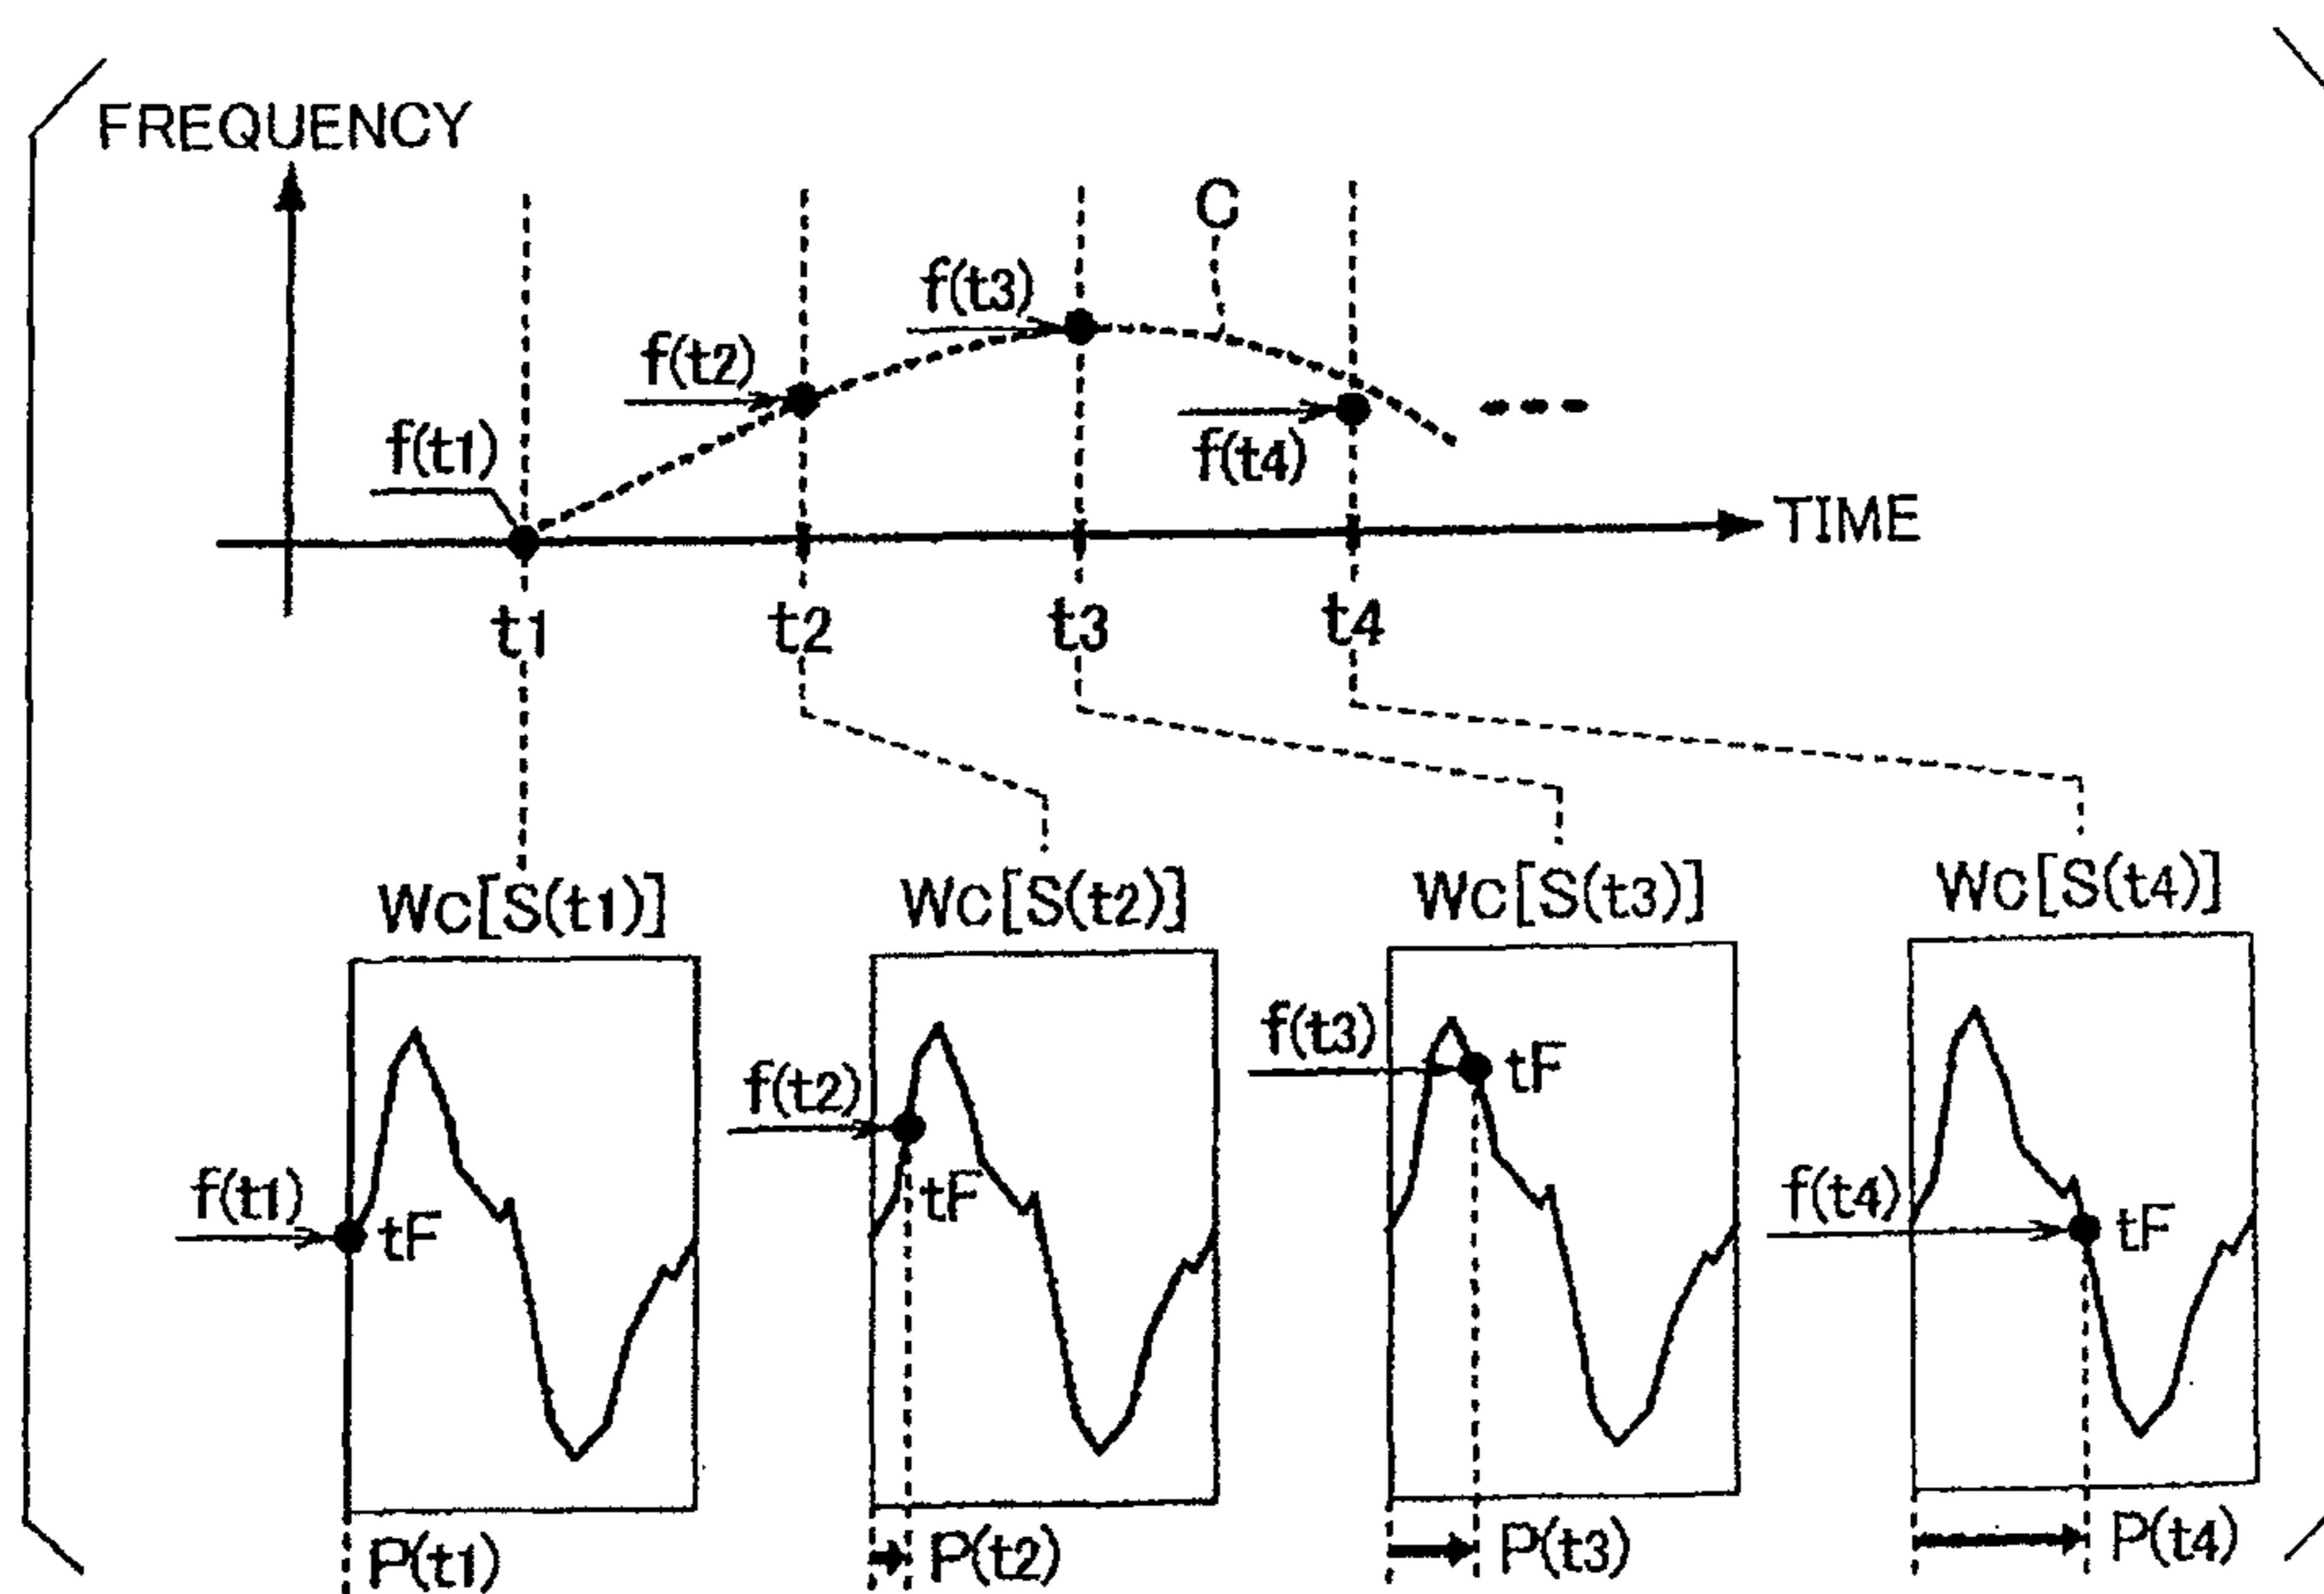 FREQUENCY
C
f(t3)
f(t2)
f(t1)
f(t4)
TIME
t1
t2
t3
t4
Wc[S(t1)]
Wc[S(t2)]
Wc[S(t3)]
Wc[S(t4)]
f(t1)
tF
f(t2)
tF
f(t3)
tF
f(t4)
tF
P(t1)
P(t2)
P(t3)
P(t4)